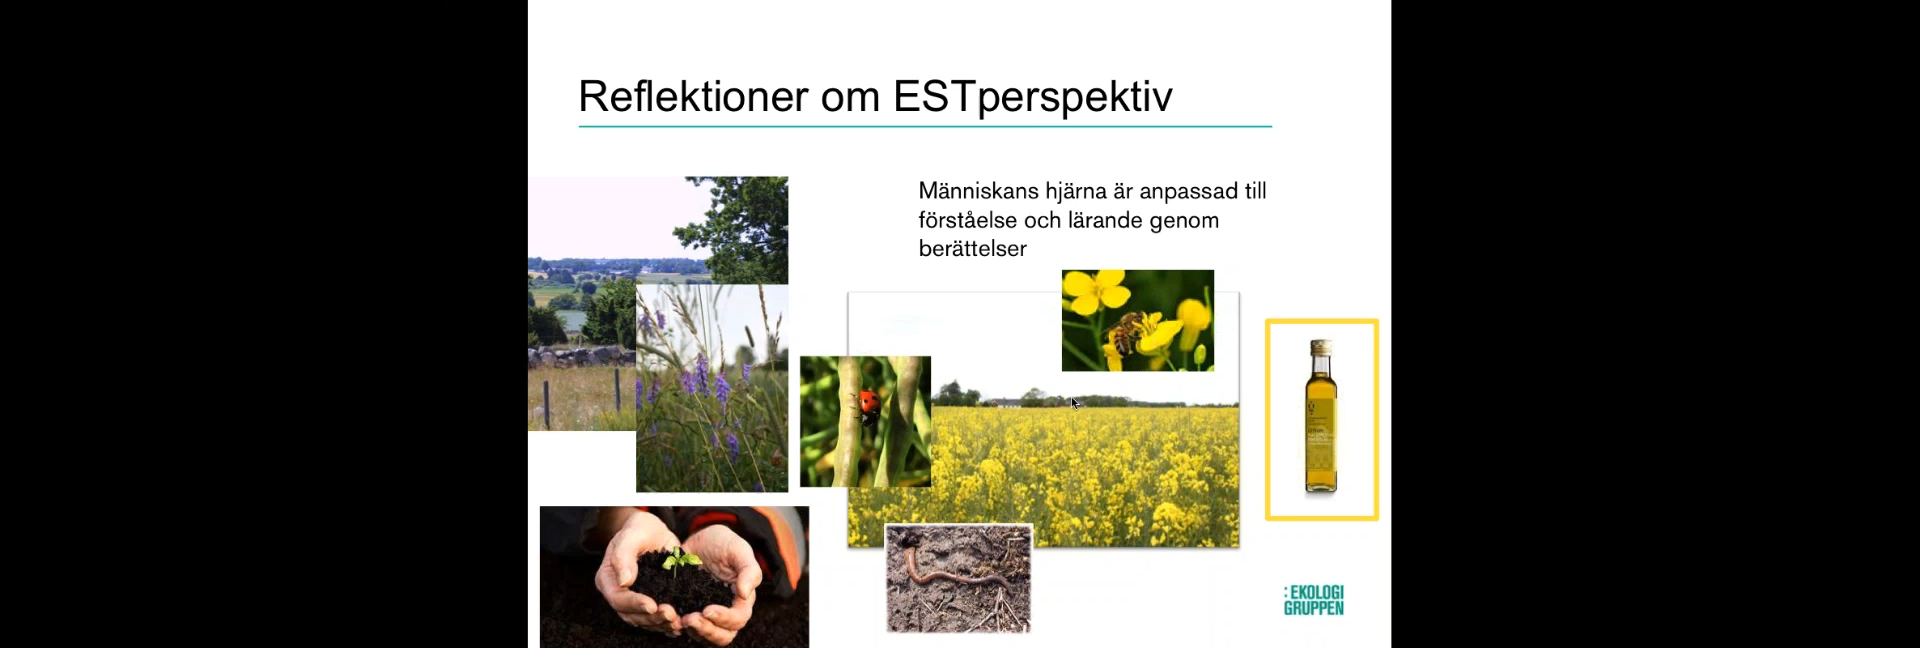 Reflektioner om ESTperspektiv
Människans hjärna är anpassad till
förståelse och lärande genom
berättelser
:EKOLOGI
GRUPPEN